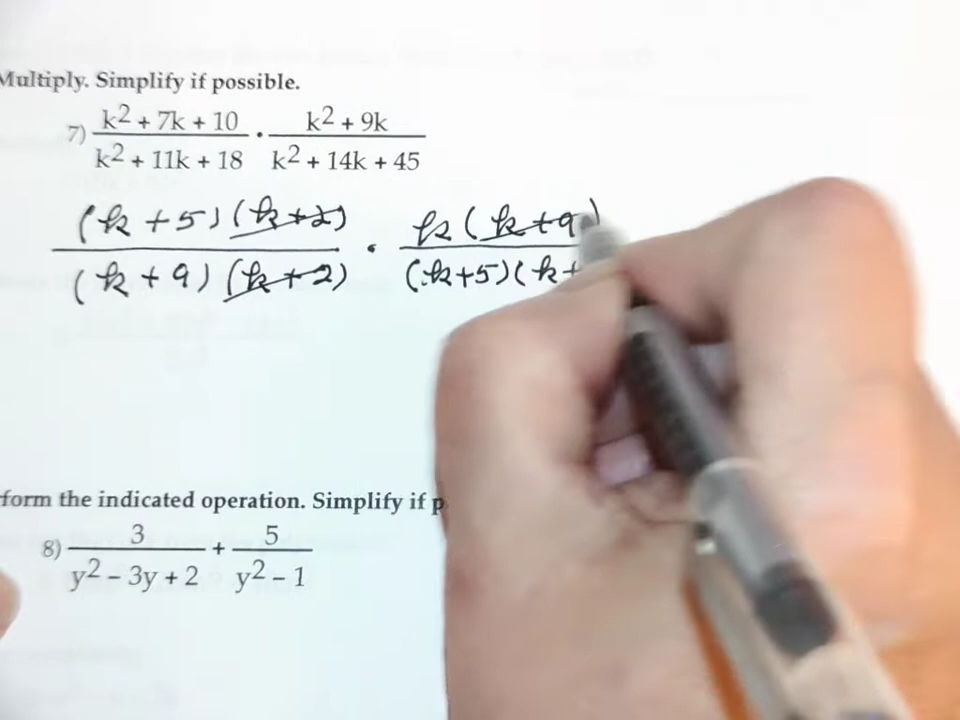 Multiply. Simplify if possible.
7) k² + 7k + 10 / k² + 11k + 18 · k² + 9k / k² + 14k + 45
(k + 5)(k + 2) / (k + 9)(k + 2) · k(k + 9) / (k + 5)(k +
form the indicated operation. Simplify if p
8) 3 / y² – 3y + 2 + 5 / y² – 1